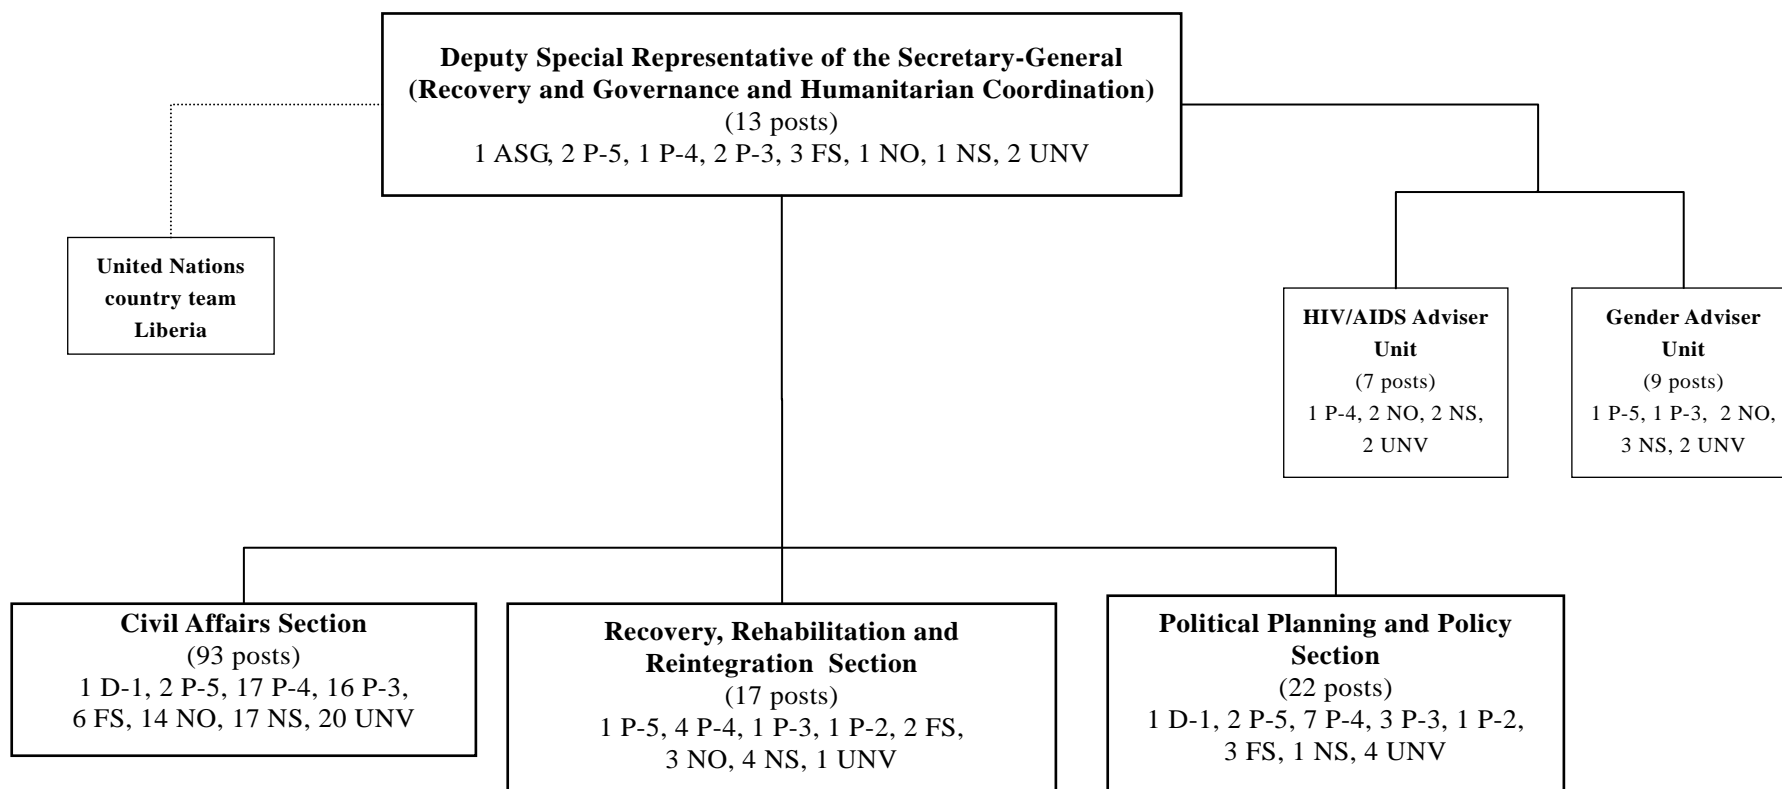 Deputy Special Representative of the Secretary-General
(Recovery and Governance and Humanitarian Coordination)
(13 posts)
1 ASG, 2 P-5, 1 P-4, 2 P-3, 3 FS, 1 NO, 1 NS, 2 UNV
United Nations
country team
Liberia
HIV/AIDS Adviser
Unit
(7 posts)
1 P-4, 2 NO, 2 NS,
2 UNV
Gender Adviser
Unit
(9 posts)
1 P-5, 1 P-3, 2 NO,
3 NS, 2 UNV
Civil Affairs Section
(93 posts)
1 D-1, 2 P-5, 17 P-4, 16 P-3,
6 FS, 14 NO, 17 NS, 20 UNV
Recovery, Rehabilitation and
Reintegration Section
(17 posts)
1 P-5, 4 P-4, 1 P-3, 1 P-2, 2 FS,
3 NO, 4 NS, 1 UNV
Political Planning and Policy
Section
(22 posts)
1 D-1, 2 P-5, 7 P-4, 3 P-3, 1 P-2,
3 FS, 1 NS, 4 UNV